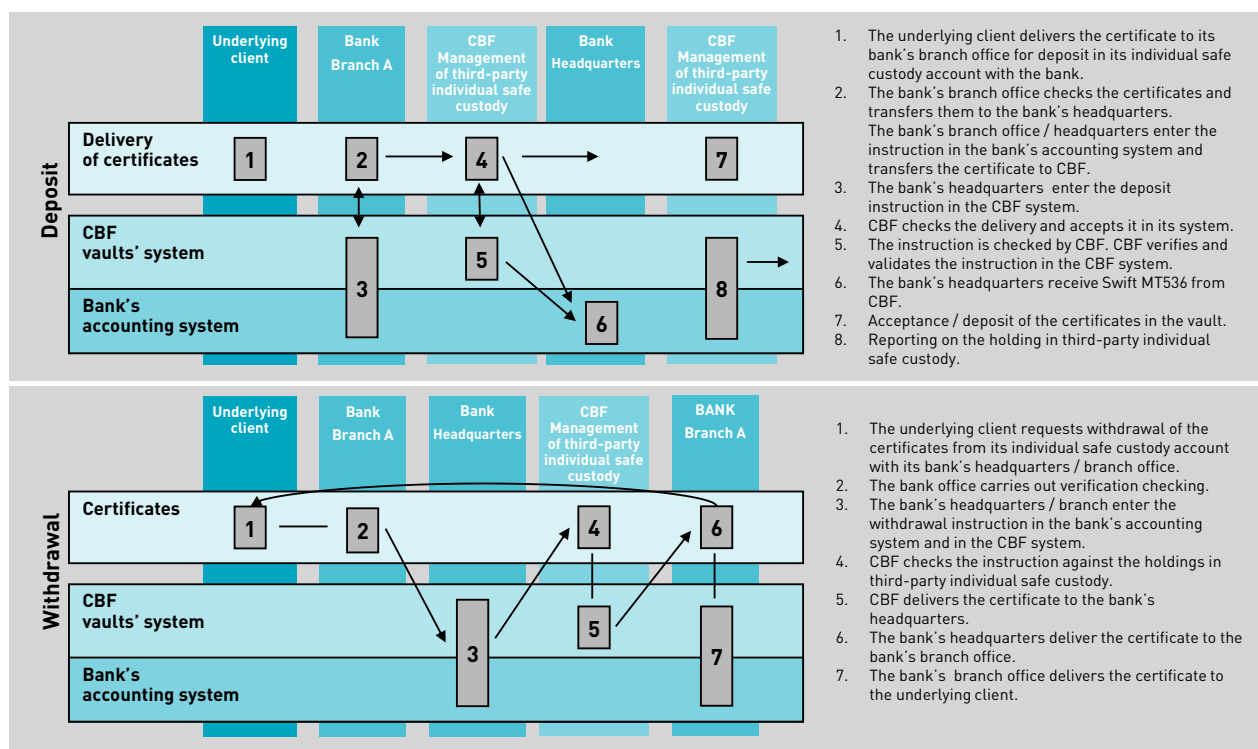 Deposit
Underlying
client
Bank
Branch A
CBF
Management
of third-party
individual safe
custody
Bank
Headquarters
CBF
Management
of third-party
individual safe
custody
Delivery
of certificates
1
2
4
7
CBF
vaults’ system
5
3
8
Bank’s
accounting system
6
1. The underlying client delivers the certificate to its
bank’s branch office for deposit in its individual safe
custody account with the bank.
2. The bank’s branch office checks the certificates and
transfers them to the bank’s headquarters.
The bank’s branch office / headquarters enter the
instruction in the bank’s accounting system and
transfers the certificate to CBF.
3. The bank’s headquarters enter the deposit
instruction in the CBF system.
4. CBF checks the delivery and accepts it in its system.
5. The instruction is checked by CBF. CBF verifies and
validates the instruction in the CBF system.
6. The bank’s headquarters receive Swift MT536 from
CBF.
7. Acceptance / deposit of the certificates in the vault.
8. Reporting on the holding in third-party individual
safe custody.
Withdrawal
Underlying
client
Bank
Branch A
Bank
Headquarters
CBF
Management
of third-party
individual safe
custody
BANK
Branch A
Certificates
1
2
4
6
CBF
vaults’ system
5
3
7
Bank’s
accounting system
1. The underlying client requests withdrawal of the
certificates from its individual safe custody account
with its bank’s headquarters / branch office.
2. The bank office carries out verification checking.
3. The bank’s headquarters / branch enter the
withdrawal instruction in the bank’s accounting
system and in the CBF system.
4. CBF checks the instruction against the holdings in
third-party individual safe custody.
5. CBF delivers the certificate to the bank’s
headquarters.
6. The bank’s headquarters deliver the certificate to the
bank’s branch office.
7. The bank’s branch office delivers the certificate to
the underlying client.